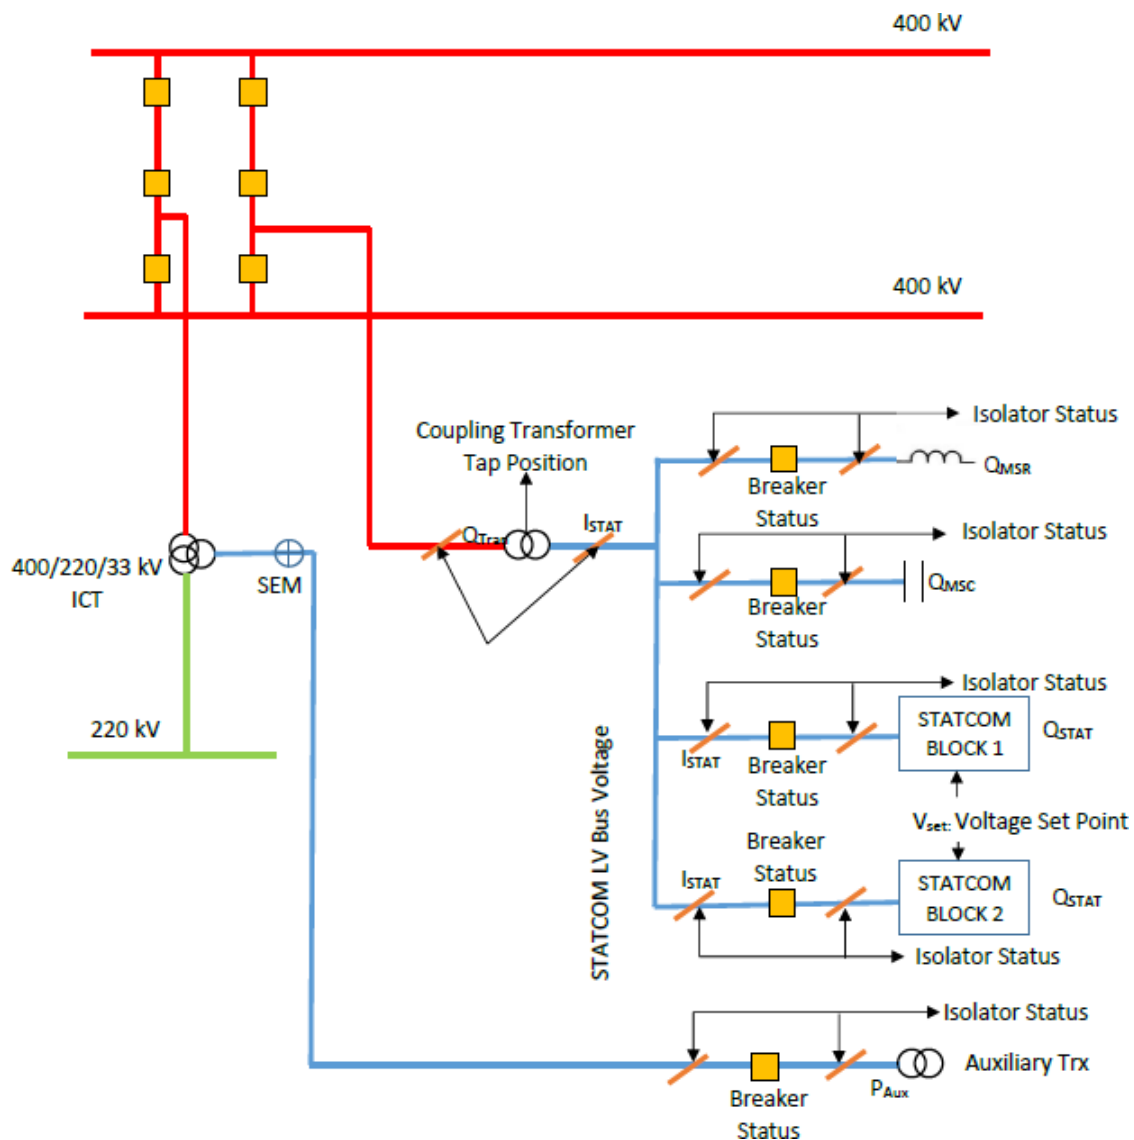 400 kV
400 kV
Isolator Status
Coupling Transformer
Tap Position
QMSR
Breaker
Status
ISTAT
QTrap
Isolator Status
400/220/33 kV
ICT
SEM
QMSC
Breaker
Status
Isolator Status
220 kV
STATCOM
BLOCK 1
QSTAT
ISTAT
Breaker
Status
STATCOM LV Bus Voltage
Vset: Voltage Set Point
Breaker
Status
ISTAT
STATCOM
BLOCK 2
QSTAT
Isolator Status
Isolator Status
Auxiliary Trx
PAux
Breaker
Status